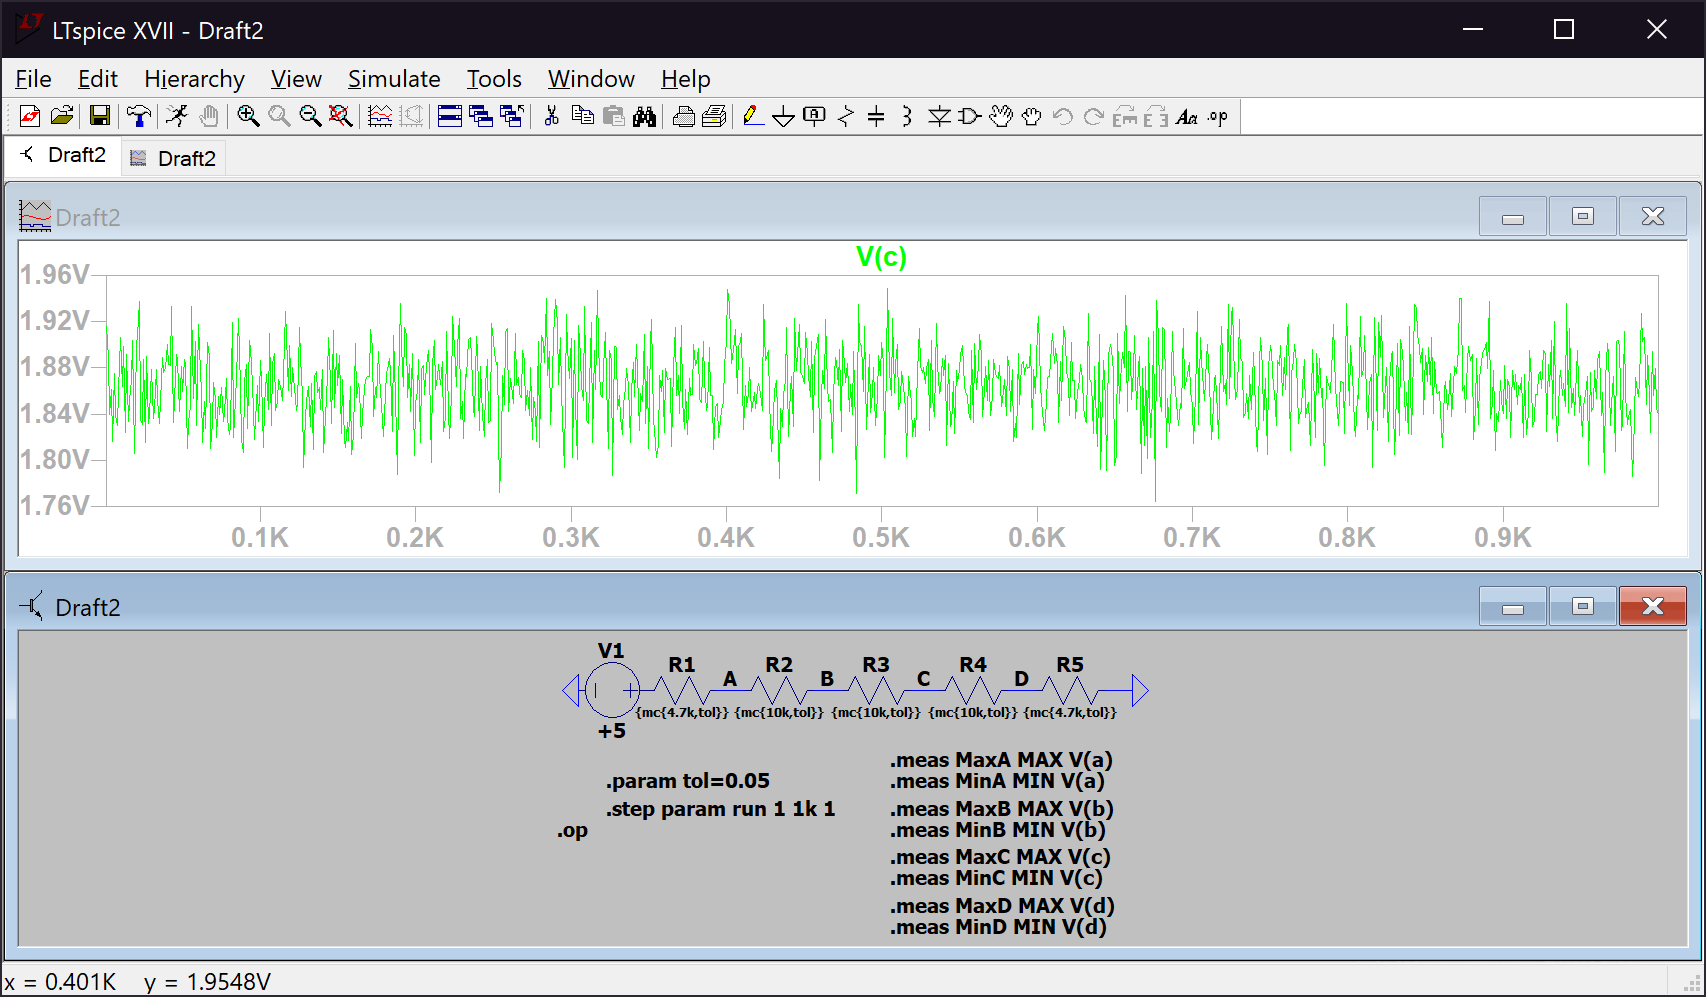 LTspice XVII - Draft2
File Edit Hierarchy View Simulate Tools Window Help
Draft2 Draft2
Draft2
V(c)
1.96V
1.92V
1.88V
1.84V
1.80V
1.76V
0.1K 0.2K 0.3K 0.4K 0.5K 0.6K 0.7K 0.8K 0.9K
Draft2
V1
R1 R2 R3 R4 R5
A B C D
{mc{4.7k,tol}} {mc{10k,tol}} {mc{10k,tol}} {mc{10k,tol}} {mc{4.7k,tol}}
+5
.param tol=0.05
.step param run 1 1k 1
.op
.meas MaxA MAX V(a)
.meas MinA MIN V(a)
.meas MaxB MAX V(b)
.meas MinB MIN V(b)
.meas MaxC MAX V(c)
.meas MinC MIN V(c)
.meas MaxD MAX V(d)
.meas MinD MIN V(d)
x = 0.401K y = 1.9548V